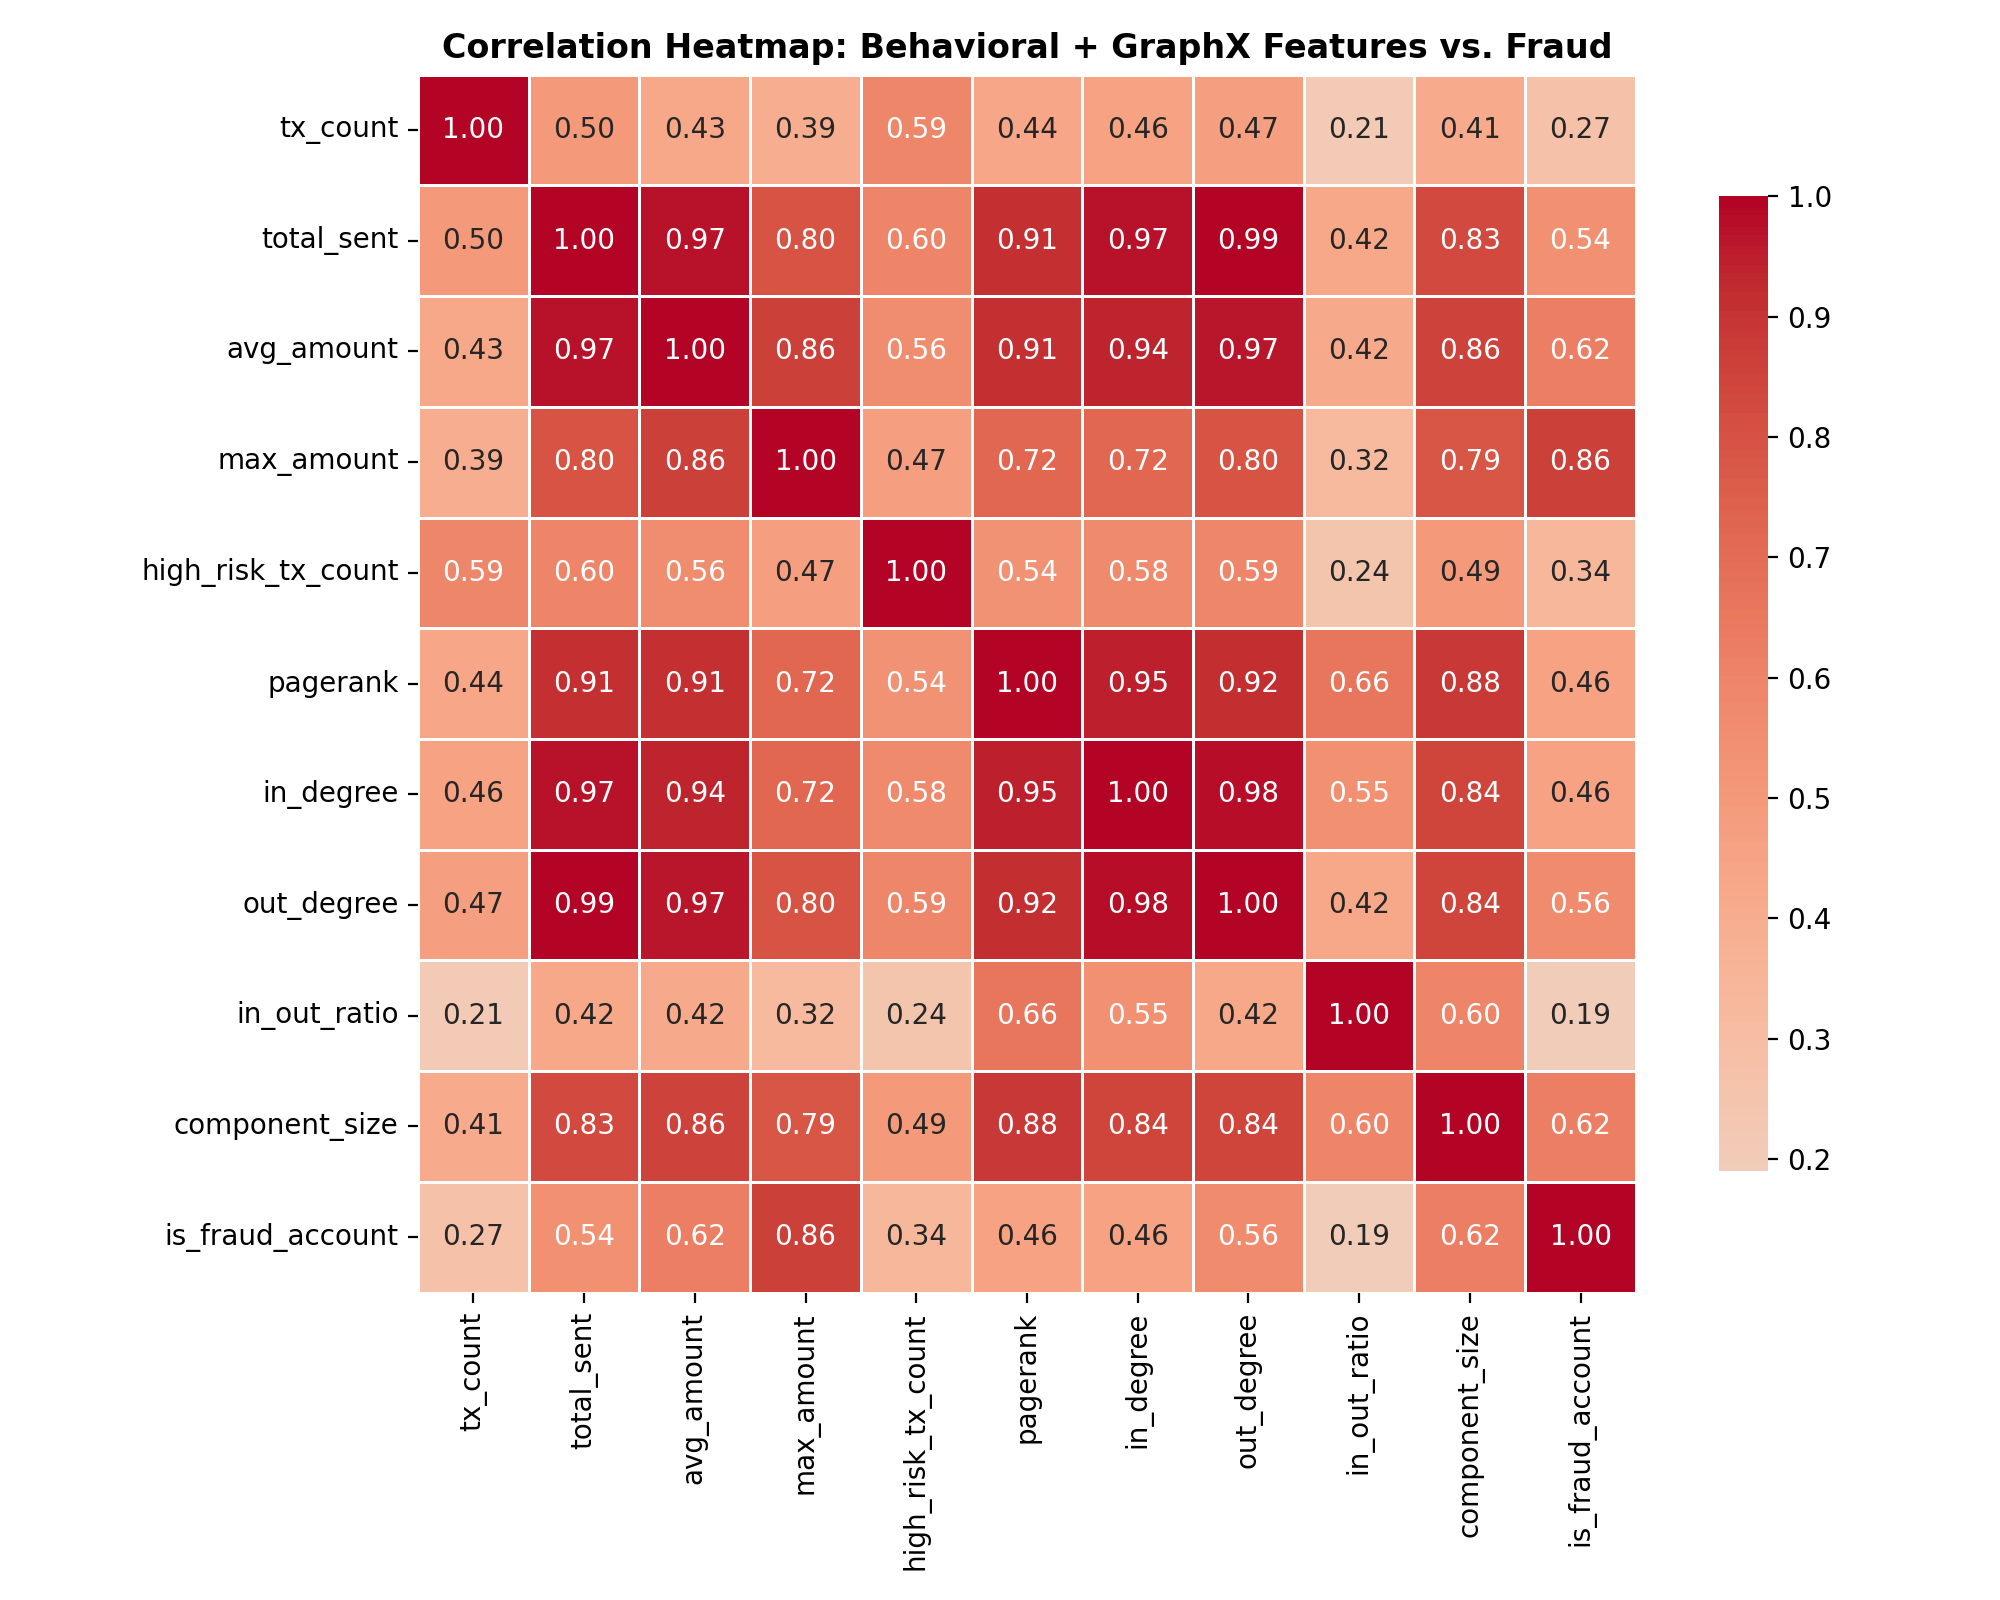 Correlation Heatmap: Behavioral + GraphX Features vs. Fraud
tx_count 1.00 0.50 0.43 0.39 0.59 0.44 0.46 0.47 0.21 0.41 0.27
total_sent 0.50 1.00 0.97 0.80 0.60 0.91 0.97 0.99 0.42 0.83 0.54
avg_amount 0.43 0.97 1.00 0.86 0.56 0.91 0.94 0.97 0.42 0.86 0.62
max_amount 0.39 0.80 0.86 1.00 0.47 0.72 0.72 0.80 0.32 0.79 0.86
high_risk_tx_count 0.59 0.60 0.56 0.47 1.00 0.54 0.58 0.59 0.24 0.49 0.34
pagerank 0.44 0.91 0.91 0.72 0.54 1.00 0.95 0.92 0.66 0.88 0.46
in_degree 0.46 0.97 0.94 0.72 0.58 0.95 1.00 0.98 0.55 0.84 0.46
out_degree 0.47 0.99 0.97 0.80 0.59 0.92 0.98 1.00 0.42 0.84 0.56
in_out_ratio 0.21 0.42 0.42 0.32 0.24 0.66 0.55 0.42 1.00 0.60 0.19
component_size 0.41 0.83 0.86 0.79 0.49 0.88 0.84 0.84 0.60 1.00 0.62
is_fraud_account 0.27 0.54 0.62 0.86 0.34 0.46 0.46 0.56 0.19 0.62 1.00
tx_count
total_sent
avg_amount
max_amount
high_risk_tx_count
pagerank
in_degree
out_degree
in_out_ratio
component_size
is_fraud_account
1.0
0.9
0.8
0.7
0.6
0.5
0.4
0.3
0.2